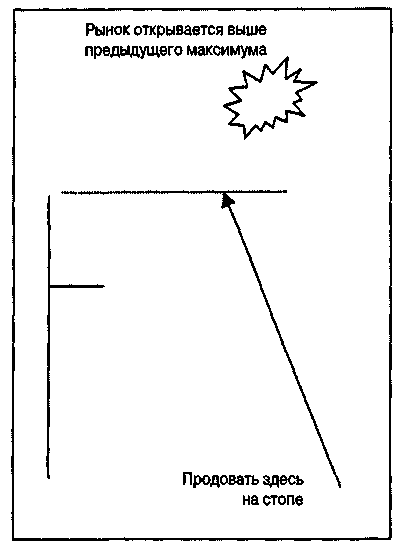 Рынок открывается выше
предыдущего максимума
Продовать здесь
на стопе